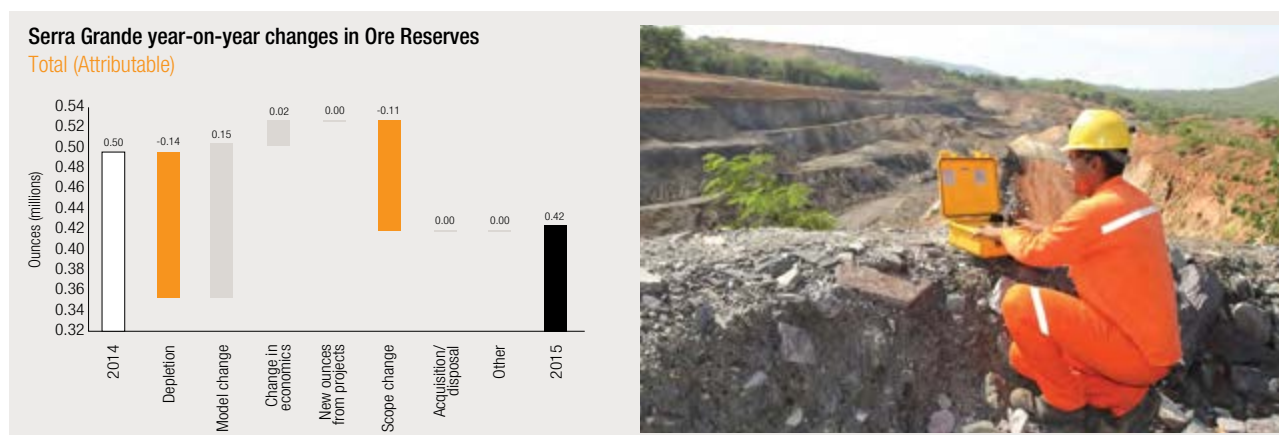 Serra Grande year-on-year changes in Ore Reserves
Total (Attributable)
Ounces (millions)
0.54
0.52
0.50
0.48
0.46
0.44
0.42
0.40
0.38
0.36
0.34
0.32
0.50
-0.14
0.15
0.02
0.00
-0.11
0.00
0.00
0.42
2014
Depletion
Model change
Change in
economics
New ounces
from projects
Scope change
Acquisition/
disposal
Other
2015